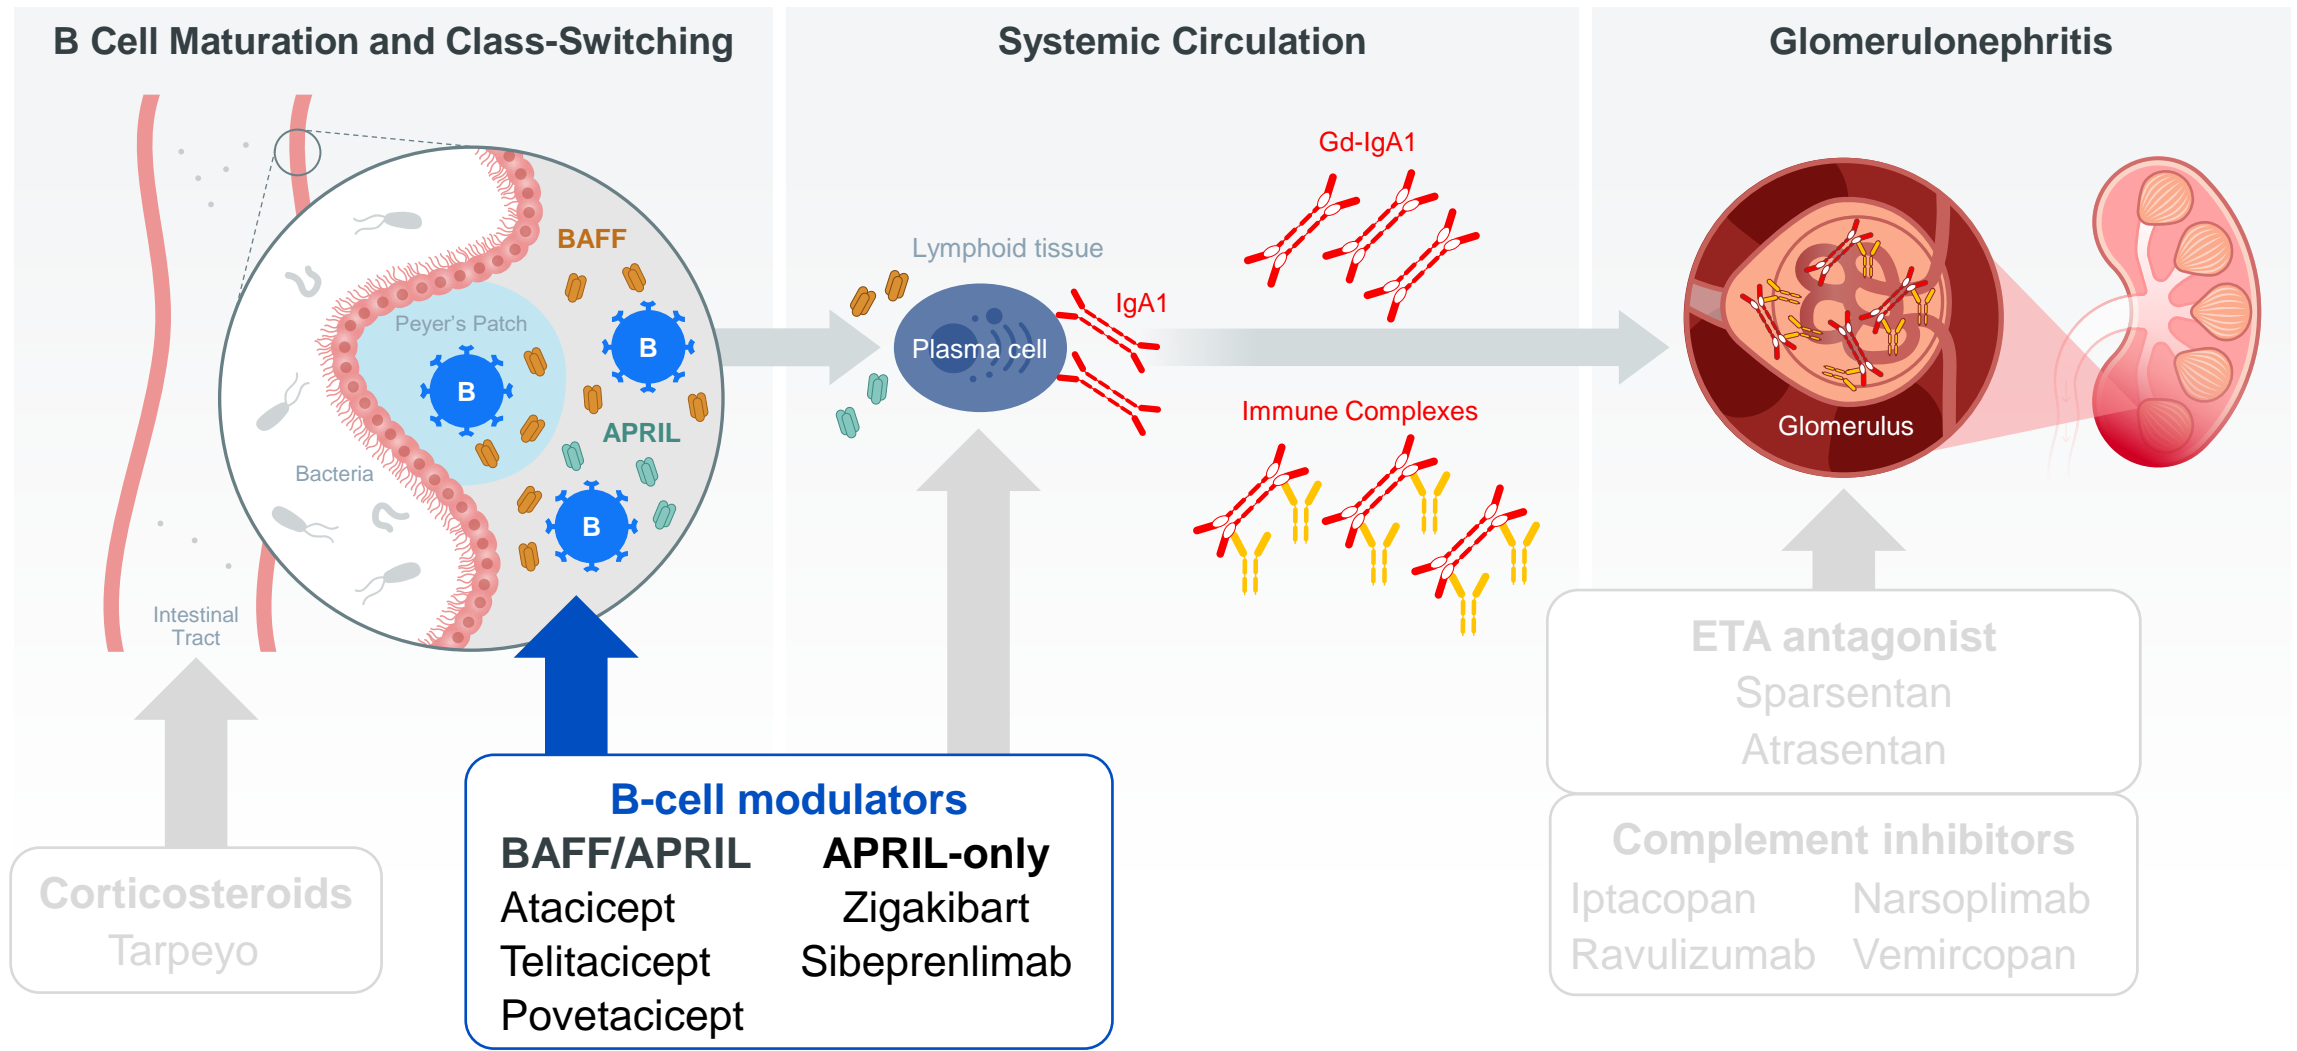 B Cell Maturation and Class-Switching
Systemic Circulation
Glomerulonephritis
BAFF
Peyer's Patch
B
B
APRIL
B
Bacteria
Intestinal
Tract
Lymphoid tissue
Plasma cell
IgA1
Gd-IgA1
Immune Complexes
Glomerulus
Corticosteroids
Tarpeyo
B-cell modulators
BAFF/APRIL
Atacicept
Telitacicept
Povetacicept
APRIL-only
Zigakibart
Sibeprenlimab
ETA antagonist
Sparsentan
Atrasentan
Complement inhibitors
Iptacopan
Narsoplimab
Ravulizumab
Vemircopan